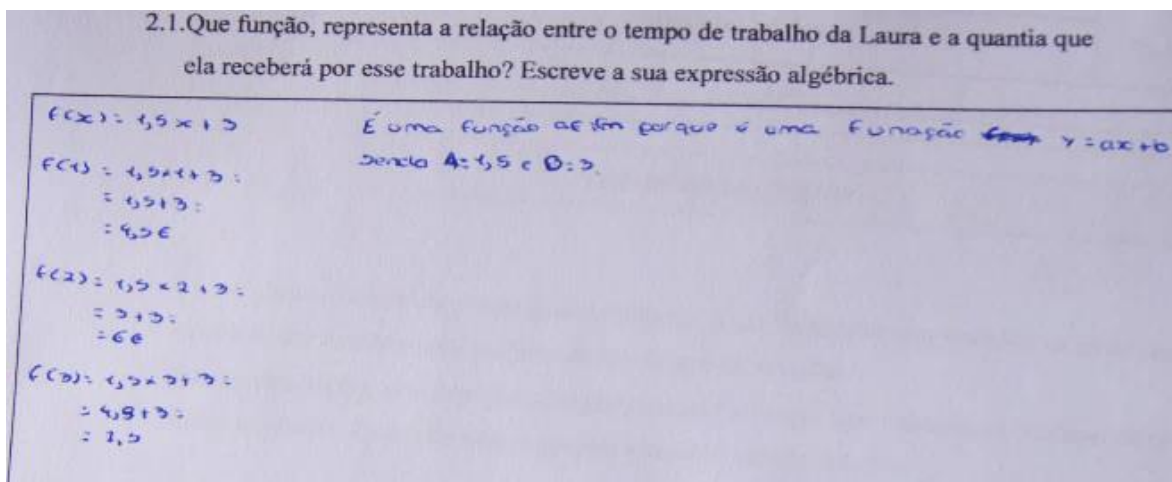 2.1.Que função, representa a relação entre o tempo de trabalho da Laura e a quantia que
ela receberá por esse trabalho? Escreve a sua expressão algébrica.
f(x) = 1,5x + 3
É uma função afim porque é uma funação y = ax + b
sendo A = 1,5 e B = 3.
f(1) = 1,5×1 + 3 =
= 1,5 + 3 =
= 4,5 €
f(2) = 1,5 × 2 + 3 =
= 3 + 3 =
= 6 €
f(3) = 1,5 × 3 + 3 =
= 4,5 + 3 =
= 7,5